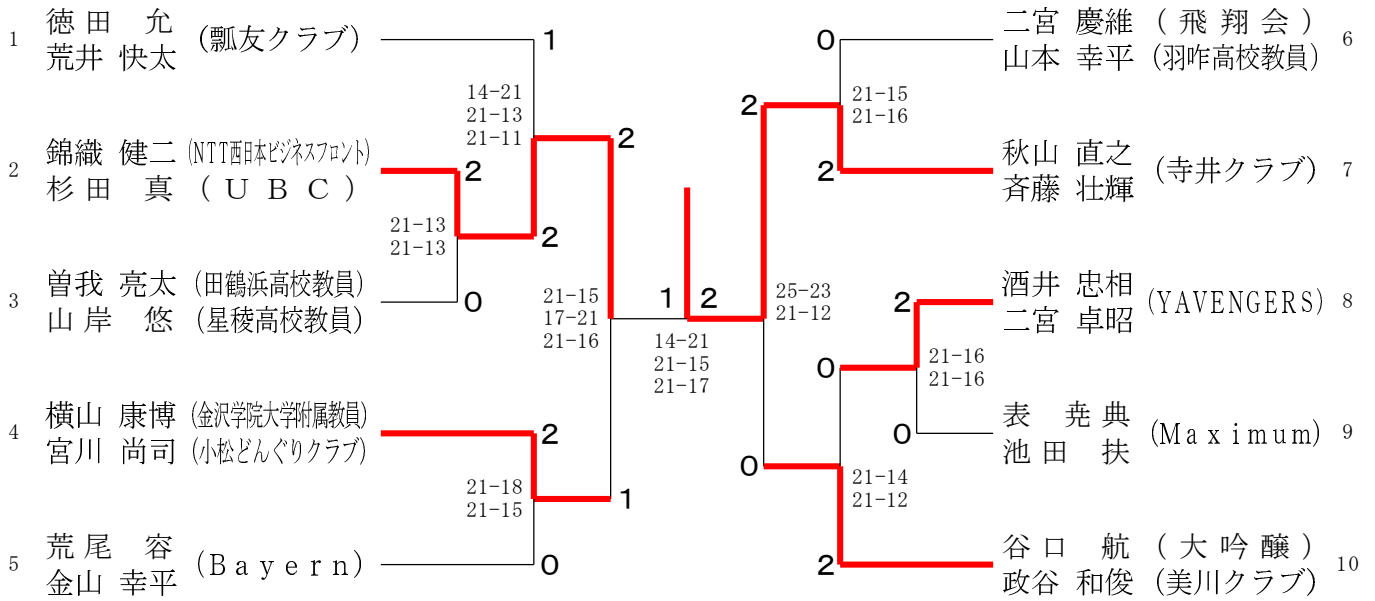 1
徳田 允
荒井 快太
(瓢友クラブ)
1
14-21
21-13
21-11
2
錦織 健二 (NTT西日本ビジネスフロント)
杉田 真 (UBC)
2
21-13
21-13
2
3
曽我 亮太 (田鶴浜高校教員)
山岸 悠 (星稜高校教員)
0
2
21-15
17-21
21-16
4
横山 康博 (金沢学院大学附属教員)
宮川 尚司 (小松どんぐりクラブ)
2
21-18
21-15
1
5
荒尾 容
金山 幸平
(Bayern)
0
1 2
14-21
21-15
21-17
0
二宮 慶維 (飛翔会)
山本 幸平 (羽咋高校教員)
6
2
21-15
21-16
2
秋山 直之
斉藤 壮輝
(寺井クラブ)
7
25-23
21-12
2
酒井 忠相
二宮 卓昭
(YAVENGERS)
8
0
21-16
21-16
0
表 尭典
池田 扶
(Maximum)
9
0
21-14
21-12
2
谷口 航 (大吟醸)
政谷 和俊 (美川クラブ)
10